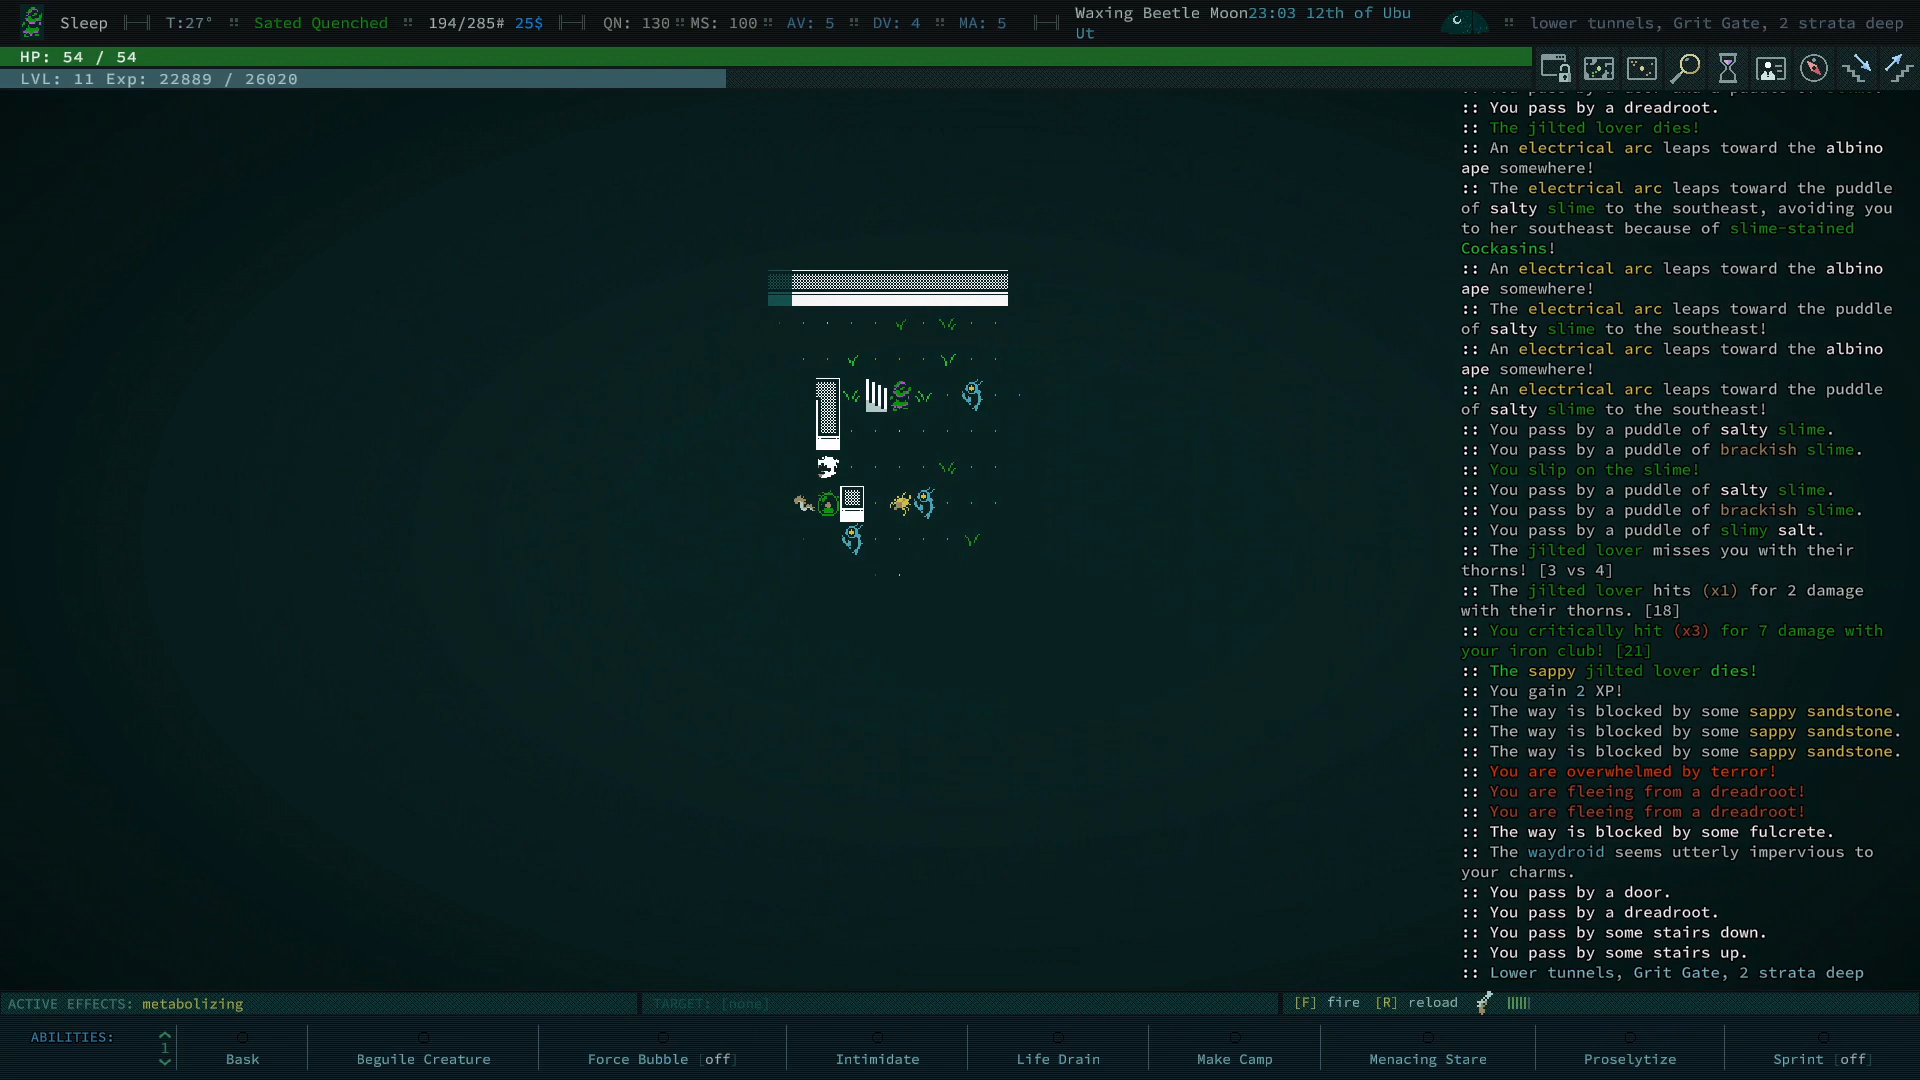 Sleep T:27° :: Sated Quenched :: 194/285# 25$ QN: 130 :: MS: 100 :: AV: 5 :: DV: 4 :: MA: 5 Waxing Beetle Moon 23:03 12th of Ubu Ut :: lower tunnels, Grit Gate, 2 strata deep
HP: 54 / 54
LVL: 11 Exp: 22889 / 26020
:: You pass by a dreadroot.
:: The jilted lover dies!
:: An electrical arc leaps toward the albino
ape somewhere!
:: The electrical arc leaps toward the puddle
of salty slime to the southeast, avoiding you
to her southeast because of slime-stained
Cockasins!
:: An electrical arc leaps toward the albino
ape somewhere!
:: The electrical arc leaps toward the puddle
of salty slime to the southeast!
:: An electrical arc leaps toward the albino
ape somewhere!
:: An electrical arc leaps toward the puddle
of salty slime to the southeast!
:: You pass by a puddle of salty slime.
:: You pass by a puddle of brackish slime.
:: You slip on the slime!
:: You pass by a puddle of salty slime.
:: You pass by a puddle of brackish slime.
:: You pass by a puddle of slimy salt.
:: The jilted lover misses you with their
thorns! [3 vs 4]
:: The jilted lover hits (x1) for 2 damage
with their thorns. [18]
:: You critically hit (x3) for 7 damage with
your iron club! [21]
:: The sappy jilted lover dies!
:: You gain 2 XP!
:: The way is blocked by some sappy sandstone.
:: The way is blocked by some sappy sandstone.
:: The way is blocked by some sappy sandstone.
:: You are overwhelmed by terror!
:: You are fleeing from a dreadroot!
:: You are fleeing from a dreadroot!
:: The way is blocked by some fulcrete.
:: The waydroid seems utterly impervious to
your charms.
:: You pass by a door.
:: You pass by a dreadroot.
:: You pass by some stairs down.
:: You pass by some stairs up.
:: Lower tunnels, Grit Gate, 2 strata deep
ACTIVE EFFECTS: metabolizing TARGET: [none] [F] fire [R] reload
ABILITIES: 1 Bask Beguile Creature Force Bubble [off] Intimidate Life Drain Make Camp Menacing Stare Proselytize Sprint [off]